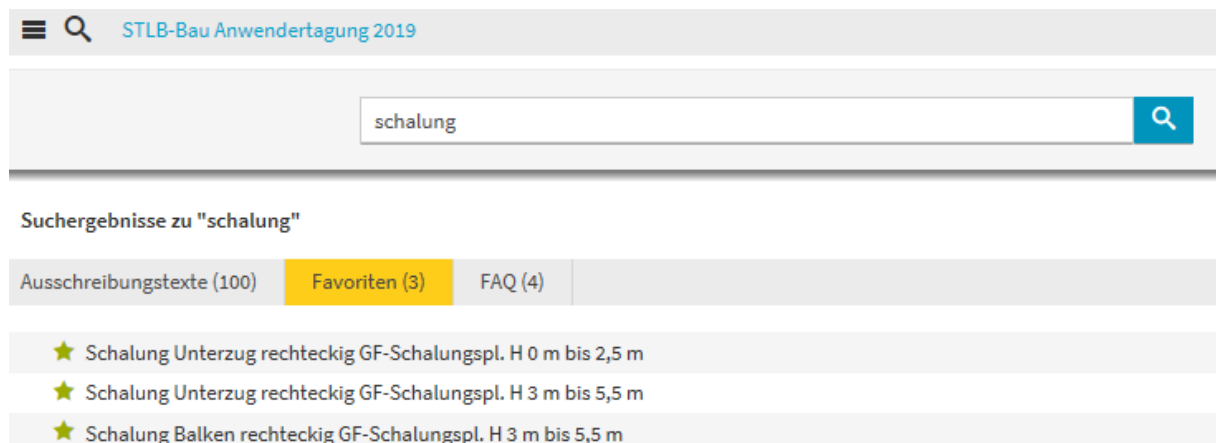 STLB-Bau Anwendertagung 2019
schalung
Suchergebnisse zu "schalung"
Ausschreibungstexte (100) Favoriten (3) FAQ (4)
Schalung Unterzug rechteckig GF-Schalungspl. H 0 m bis 2,5 m
Schalung Unterzug rechteckig GF-Schalungspl. H 3 m bis 5,5 m
Schalung Balken rechteckig GF-Schalungspl. H 3 m bis 5,5 m